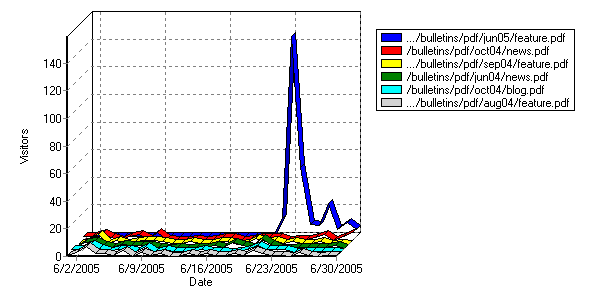 .../bulletins/pdf/jun05/feature.pdf
/bulletins/pdf/oct04/news.pdf
.../bulletins/pdf/sep04/feature.pdf
/bulletins/pdf/jun04/news.pdf
/bulletins/pdf/oct04/blog.pdf
.../bulletins/pdf/aug04/feature.pdf
140
120
100
80
60
40
20
0
Visitors
6/2/2005 6/9/2005 6/16/2005 6/23/2005 6/30/2005
Date